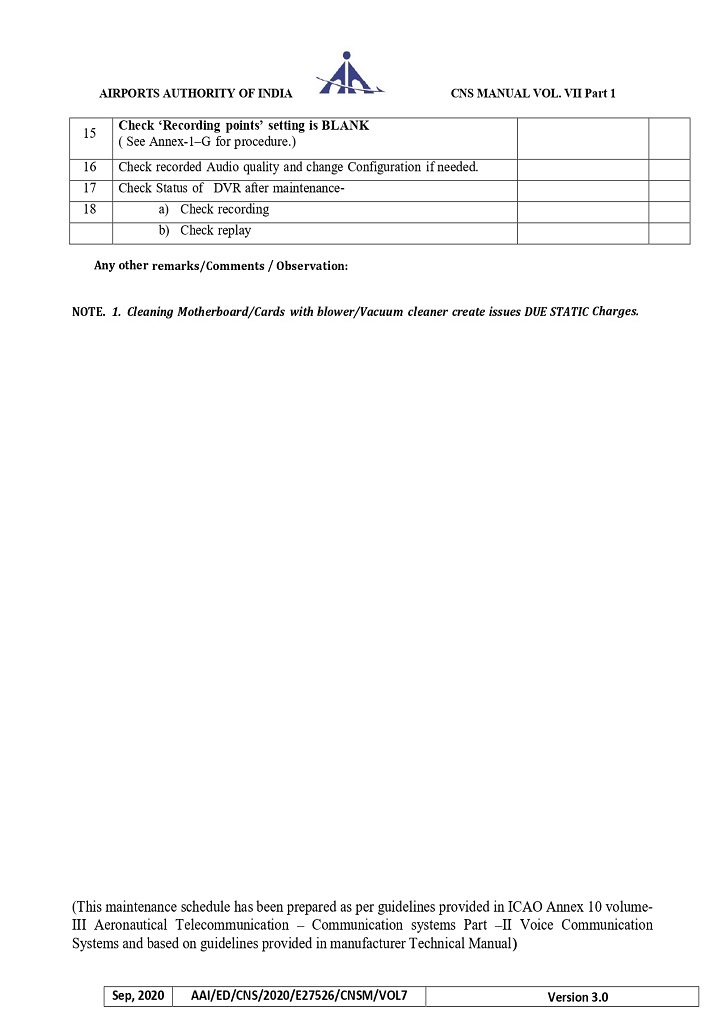 AIRPORTS AUTHORITY OF INDIA CNS MANUAL VOL. VII Part 1
15 Check ‘Recording points’ setting is BLANK
( See Annex-1–G for procedure.)
16 Check recorded Audio quality and change Configuration if needed.
17 Check Status of DVR after maintenance-
18 a) Check recording
b) Check replay
Any other remarks/Comments / Observation:
NOTE. 1. Cleaning Motherboard/Cards with blower/Vacuum cleaner create issues DUE STATIC Charges.
(This maintenance schedule has been prepared as per guidelines provided in ICAO Annex 10 volume-
III Aeronautical Telecommunication – Communication systems Part –II Voice Communication
Systems and based on guidelines provided in manufacturer Technical Manual)
Sep, 2020 AAI/ED/CNS/2020/E27526/CNSM/VOL7 Version 3.0